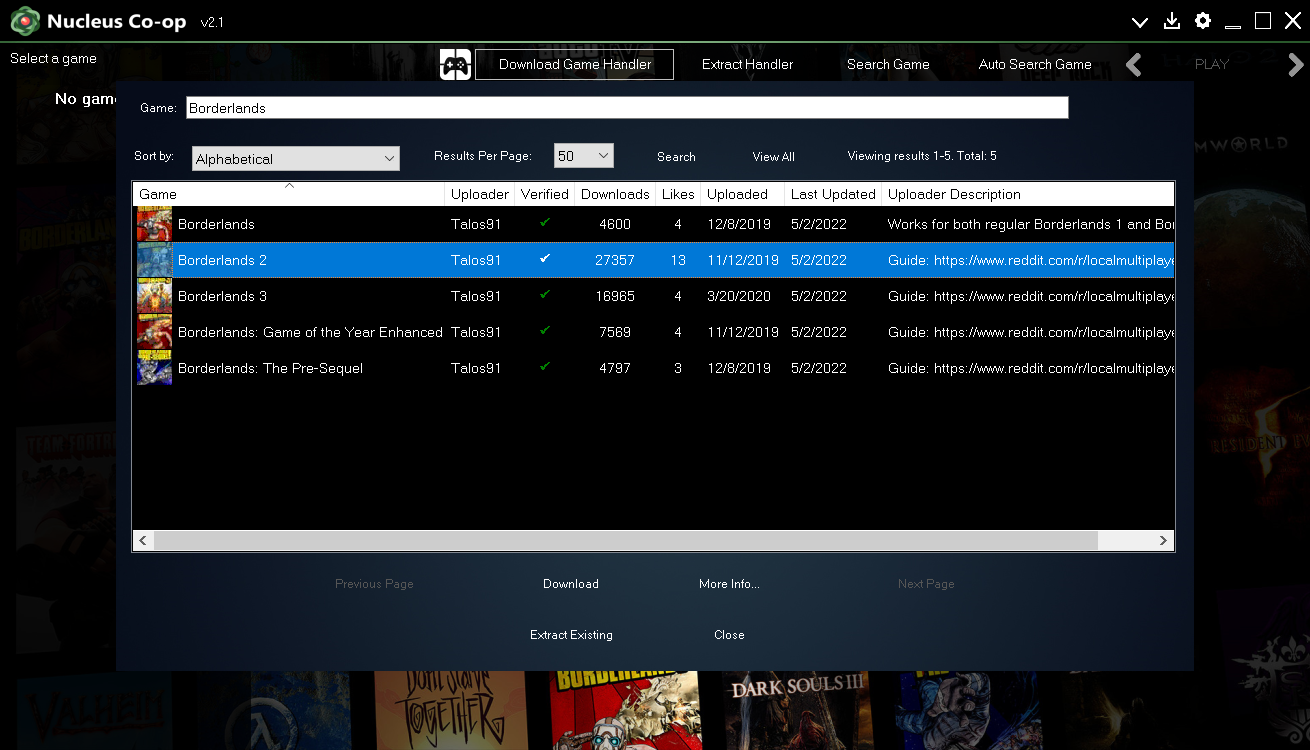 Nucleus Co-op v2.1
Select a game
Download Game Handler Extract Handler Search Game Auto Search Game PLAY
No game
Game: Borderlands
Sort by: Alphabetical Results Per Page: 50 Search View All Viewing results 1-5. Total: 5
Game Uploader Verified Downloads Likes Uploaded Last Updated Uploader Description
Borderlands Talos91 ✔ 4600 4 12/8/2019 5/2/2022 Works for both regular Borderlands 1 and Bor
Borderlands 2 Talos91 ✔ 27357 13 11/12/2019 5/2/2022 Guide: https://www.reddit.com/r/localmultiplaye
Borderlands 3 Talos91 ✔ 16965 4 3/20/2020 5/2/2022 Guide: https://www.reddit.com/r/localmultiplaye
Borderlands: Game of the Year Enhanced Talos91 ✔ 7569 4 11/12/2019 5/2/2022 Guide: https://www.reddit.com/r/localmultiplaye
Borderlands: The Pre-Sequel Talos91 ✔ 4797 3 12/8/2019 5/2/2022 Guide: https://www.reddit.com/r/localmultiplaye
Previous Page Download More Info... Next Page
Extract Existing Close
VALHEIM
DON'T STARVE
TOGETHER
BORDERLAND
DARK SOULS III